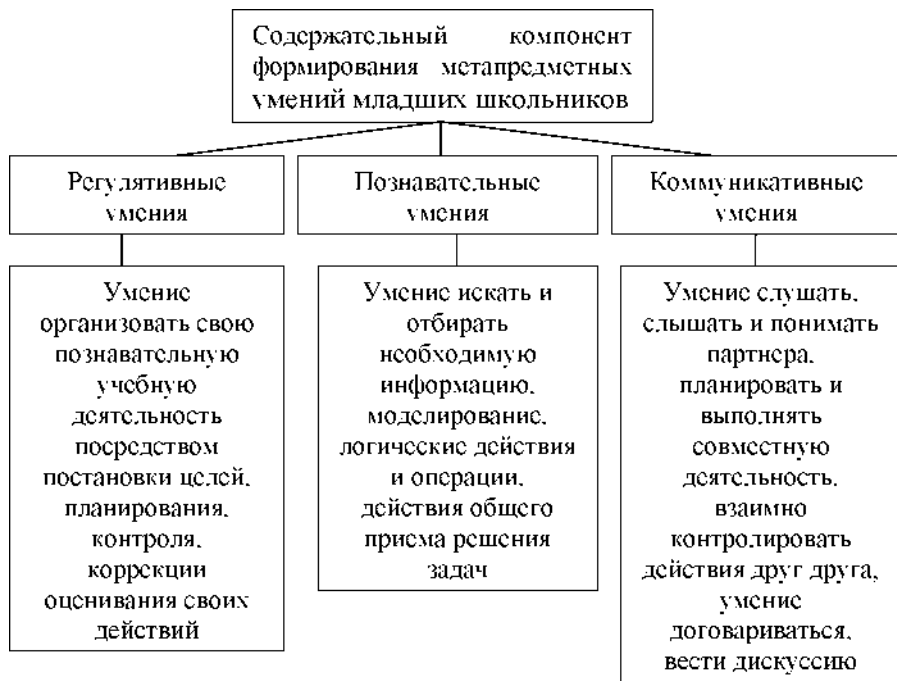 Содержательный компонент
формирования метапредметных
умений младших школьников
Регулятивные
умения
Познавательные
умения
Коммуникативные
умения
Умение
организовать свою
познавательную
учебную
деятельность
посредством
постановки целей,
планирования,
контроля,
коррекции
оценивания своих
действий
Умение искать и
отбирать
необходимую
информацию,
моделирование,
логические действия
и операции,
действия общего
приема решения
задач
Умение слушать,
слышать и понимать
партнера,
планировать и
выполнять
совместную
деятельность,
взаимно
контролировать
действия друг друга,
умение
договариваться,
вести дискуссию